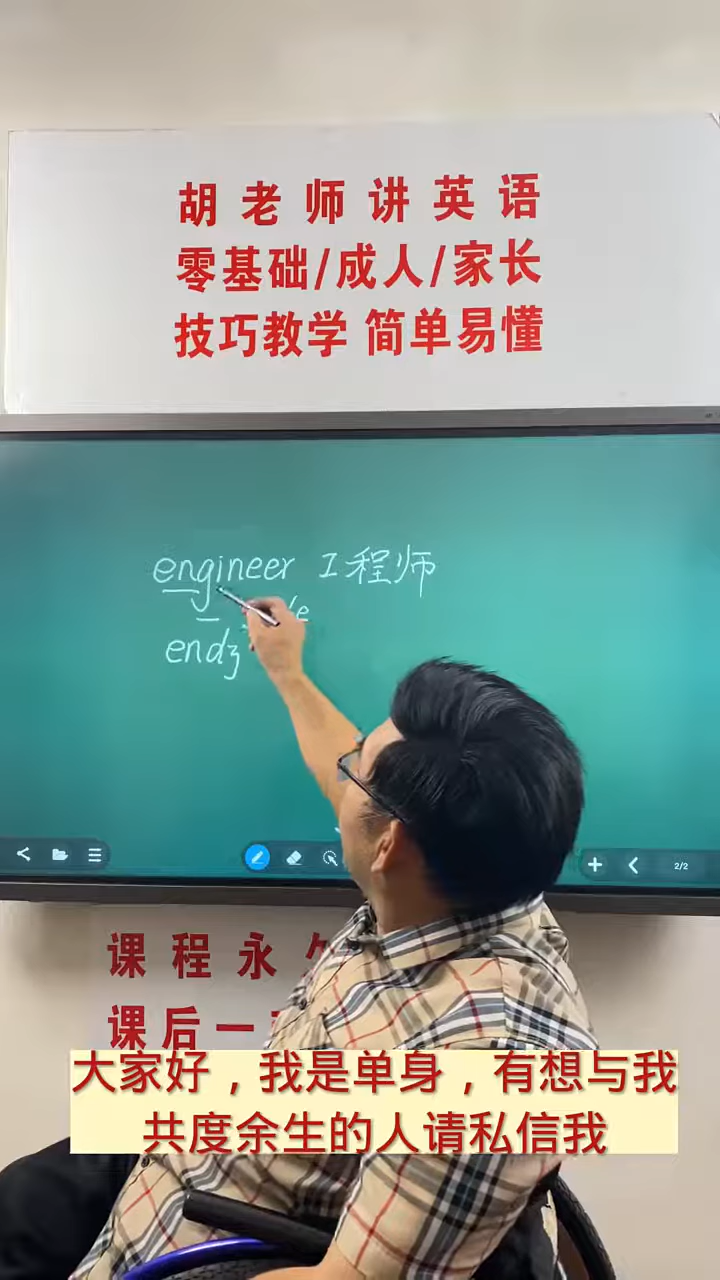 胡老师讲英语
零基础/成人/家长
技巧教学 简单易懂
engineer 工程师
endʒ
2/2
课程永
课后一
大家好，我是单身，有想与我
共度余生的人请私信我